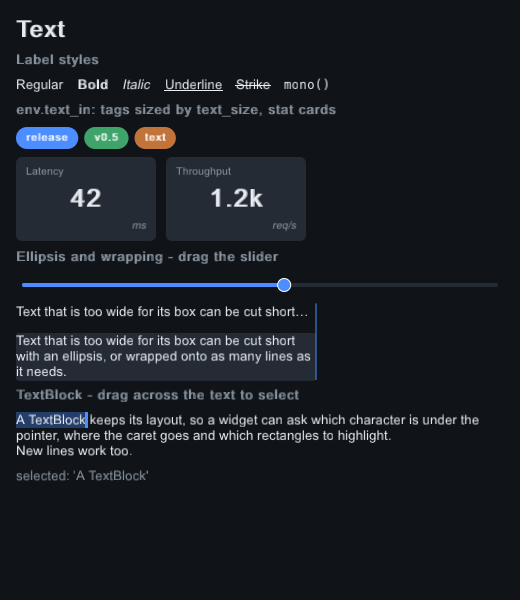 Text
Label styles
Regular Bold Italic Underline Strike mono()
env.text_in: tags sized by text_size, stat cards
release v0.5 text
Latency Throughput
42 1.2k
ms req/s
Ellipsis and wrapping - drag the slider
Text that is too wide for its box can be cut short…
Text that is too wide for its box can be cut short
with an ellipsis, or wrapped onto as many lines as
it needs.
TextBlock - drag across the text to select
A TextBlock keeps its layout, so a widget can ask which character is under the
pointer, where the caret goes and which rectangles to highlight.
New lines work too.
selected: 'A TextBlock'